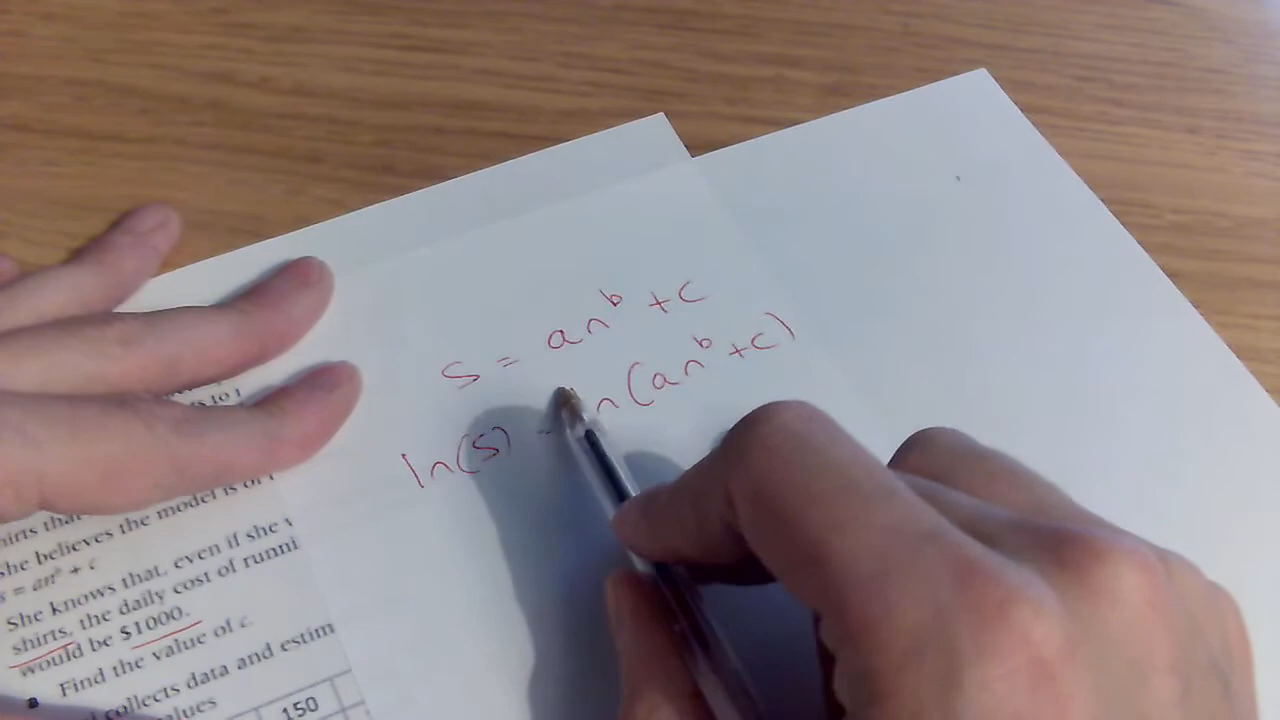 s = an^b + c
ln(s) = ln(an^b + c)
She believes the model is of
s = an^b + c
She knows that, even if she
shirts, the daily cost of runni
would be $1000.
Find the value of c.
collects data and estim
values
150